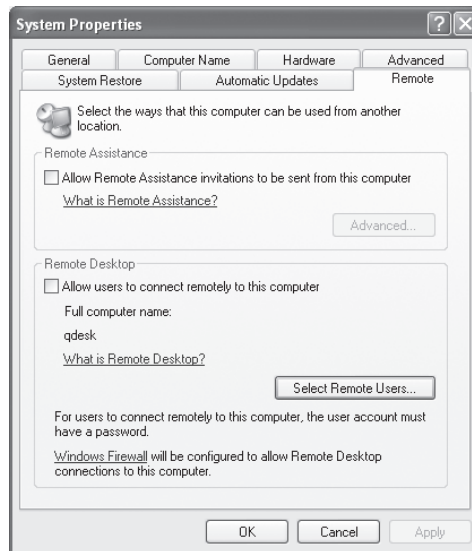 System Properties
General Computer Name Hardware Advanced
System Restore Automatic Updates Remote
Select the ways that this computer can be used from another
location.
Remote Assistance
Allow Remote Assistance invitations to be sent from this computer
What is Remote Assistance?
Advanced...
Remote Desktop
Allow users to connect remotely to this computer
Full computer name:
qdesk
What is Remote Desktop?
Select Remote Users...
For users to connect remotely to this computer, the user account must
have a password.
Windows Firewall will be configured to allow Remote Desktop
connections to this computer.
OK Cancel Apply